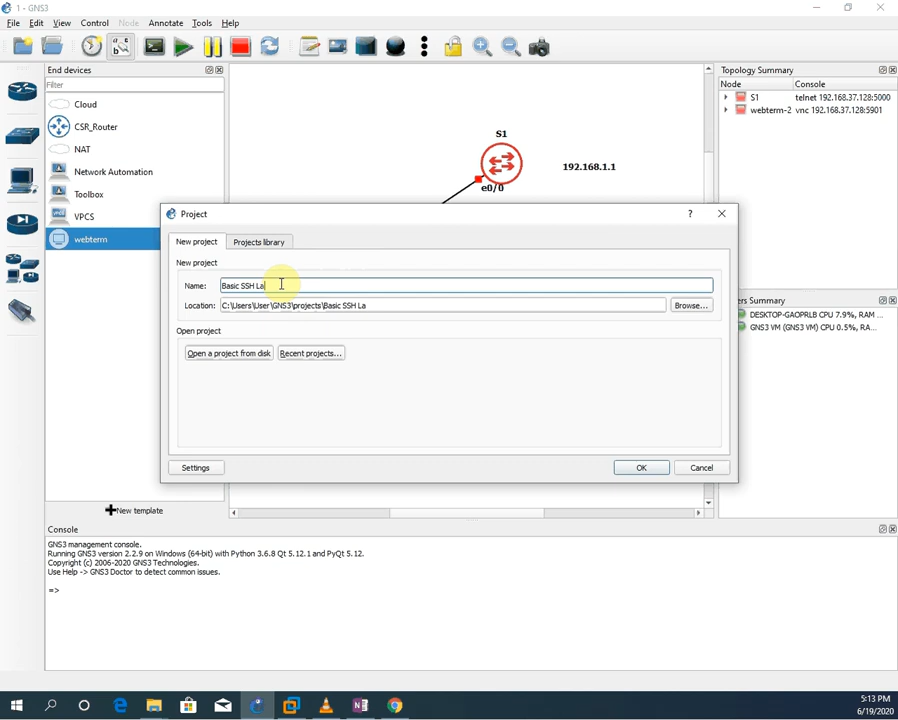 1 - GNS3
File Edit View Control Node Annotate Tools Help
End devices
Filter
Cloud
CSR_Router
NAT
Network Automation
Toolbox
VPCS
webterm
New template
S1
192.168.1.1
e0/0
Topology Summary
Node Console
S1 telnet 192.168.37.128:5000
webterm-2 vnc 192.168.37.128:5901
ers Summary
DESKTOP-GAOPRLB CPU 7.9%, RAM ...
GNS3 VM (GNS3 VM) CPU 0.5%, RA...
Project
?
New project Projects library
New project
Name: Basic SSH La
Location: C:\Users\User\GNS3\projects\Basic SSH La Browse...
Open project
Open a project from disk Recent projects...
Settings OK Cancel
Console
GNS3 management console.
Running GNS3 version 2.2.9 on Windows (64-bit) with Python 3.6.8 Qt 5.12.1 and PyQt 5.12.
Copyright (c) 2006-2020 GNS3 Technologies.
Use Help -> GNS3 Doctor to detect common issues.
=>
5:13 PM
6/19/2020